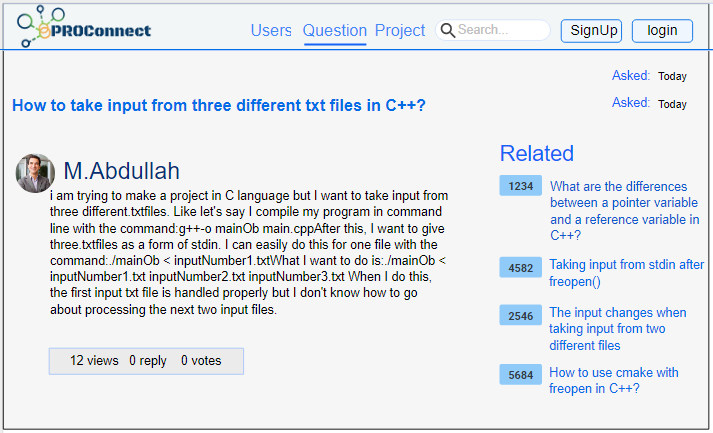 ePROConnect
Users Question Project Search... SignUp login
Asked: Today
Asked: Today
How to take input from three different txt files in C++?
M.Abdullah
i am trying to make a project in C language but I want to take input from
three different.txtfiles. Like let's say I compile my program in command
line with the command:g++-o mainOb main.cppAfter this, I want to give
three.txtfiles as a form of stdin. I can easily do this for one file with the
command:./mainOb < inputNumber1.txtWhat I want to do is:./mainOb <
inputNumber1.txt inputNumber2.txt inputNumber3.txt When I do this,
the first input txt file is handled properly but I don't know how to go
about processing the next two input files.
12 views 0 reply 0 votes
Related
1234 What are the differences
between a pointer variable
and a reference variable in
C++?
4582 Taking input from stdin after
freopen()
2546 The input changes when
taking input from two
different files
5684 How to use cmake with
freopen in C++?